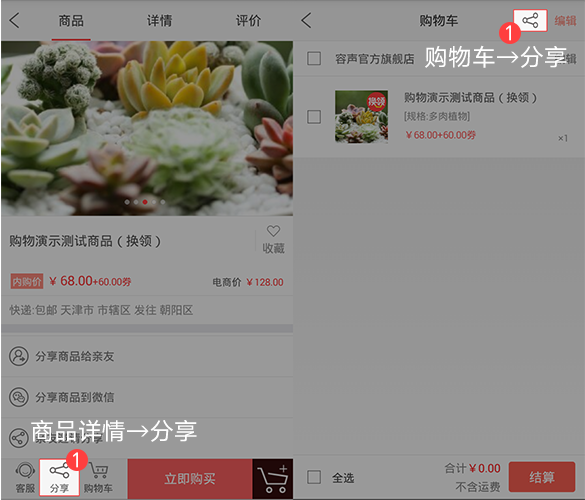 商品
详情
评价
购物演示测试商品（换领）
收藏
内购价 ￥68.00+60.00券
电商价 ￥128.00
快递:包邮 天津市 市辖区 发往 朝阳区
分享商品给亲友
分享商品到微信
商品详情→分享
1
客服
分享
购物车
立即购买
购物车
编辑
1
容声官方旗舰店
购物车→分享
换领
购物演示测试商品（换领）
[规格:多肉植物]
￥68.00+60.00券
×1
全选
合计￥0.00
不含运费
结算